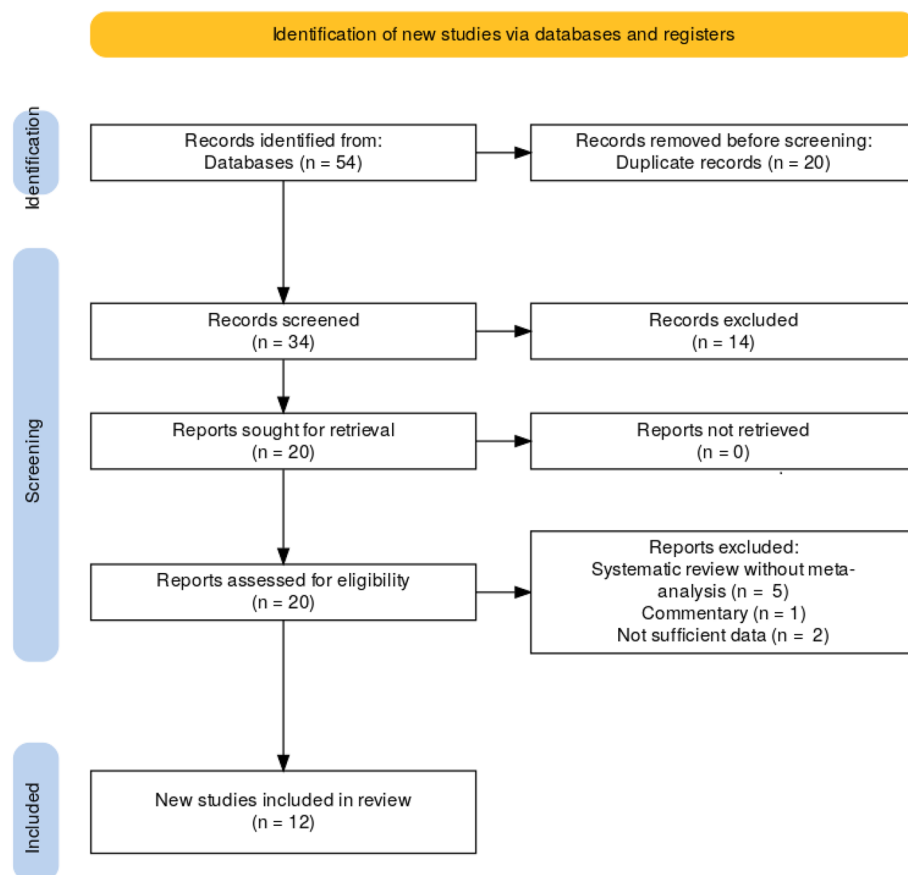 Identification of new studies via databases and registers
Identification
Records identified from:
Databases (n = 54)
Records removed before screening:
Duplicate records (n = 20)
Screening
Records screened
(n = 34)
Records excluded
(n = 14)
Reports sought for retrieval
(n = 20)
Reports not retrieved
(n = 0)
Reports assessed for eligibility
(n = 20)
Reports excluded:
Systematic review without meta-
analysis (n = 5)
Commentary (n = 1)
Not sufficient data (n = 2)
Included
New studies included in review
(n = 12)